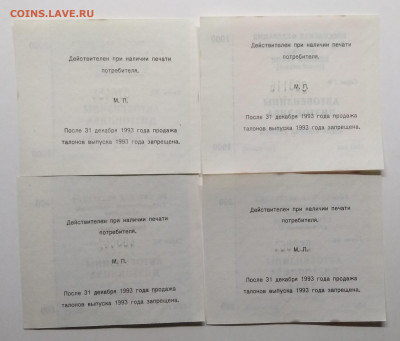 COINS.LAVE.RU
Действителен при наличии печати
потребителя.
М. П.
После 31 декабря 1993 года продажа
талонов выпуска 1993 года запрещена.
Действителен при наличии печати
потребителя.
М. П.
После 31 декабря 1993 года продажа
талонов выпуска 1993 года запрещена.
Действителен при наличии печати
потребителя.
М. П.
После 31 декабря 1993 года продажа
талонов выпуска 1993 года запрещена.
Действителен при наличии печати
потребителя.
М. П.
После 31 декабря 1993 года продажа
талонов выпуска 1993 года запрещена.